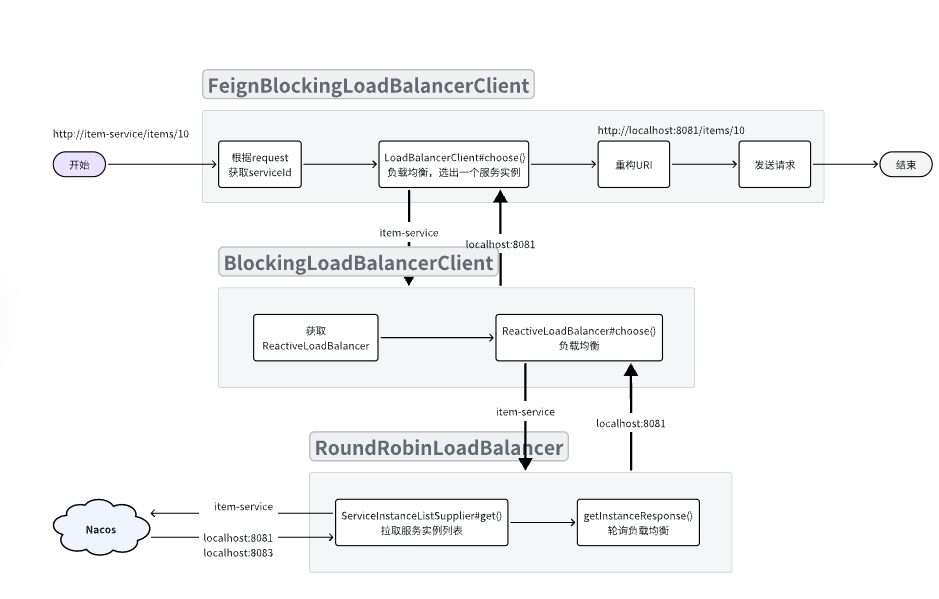 FeignBlockingLoadBalancerClient
http://item-service/items/10
http://localhost:8081/items/10
开始
根据request
获取serviceId
LoadBalancerClient#choose()
负载均衡，选出一个服务实例
重构URI
发送请求
结束
item-service
localhost:8081
BlockingLoadBalancerClient
获取
ReactiveLoadBalancer
ReactiveLoadBalancer#choose()
负载均衡
item-service
localhost:8081
RoundRobinLoadBalancer
Nacos
item-service
localhost:8081
localhost:8083
ServiceInstanceListSupplier#get()
拉取服务实例列表
getInstanceResponse()
轮询负载均衡